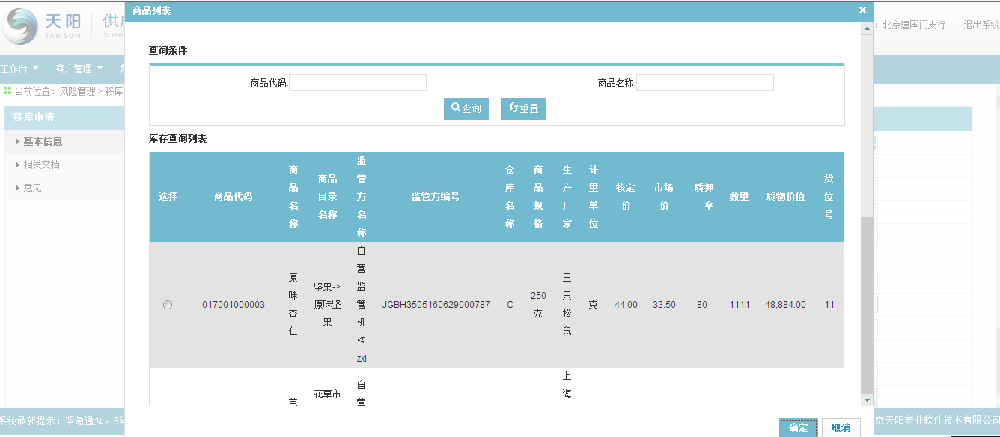 商品列表
×
天阳
TANSUN
供
SUPP
: 北京建国门支行
退出系统
工作台
客户管理
当前位置：风险管理 > 移库
移库申请
基本信息
相关文档
意见
查询条件
商品代码:
商品名称:
查询
重置
库存查询列表
选择
商品代码
商品名称
商品目录名称
监管方名称
监管方编号
仓库名称
商品规格
生产厂家
计量单位
核定价
市场价
质押率
数量
质物价值
货位号
017001000003
原味杏仁
坚果->原味坚果
自营监管机构zxl
JGBH3505160629000787
C
250克
三只松鼠
克
44.00
33.50
80
1111
48,884.00
11
花草市
自营
上海
系统最新提示：紧急通知，5年
京天阳宏业软件技术有限公司
确定
取消